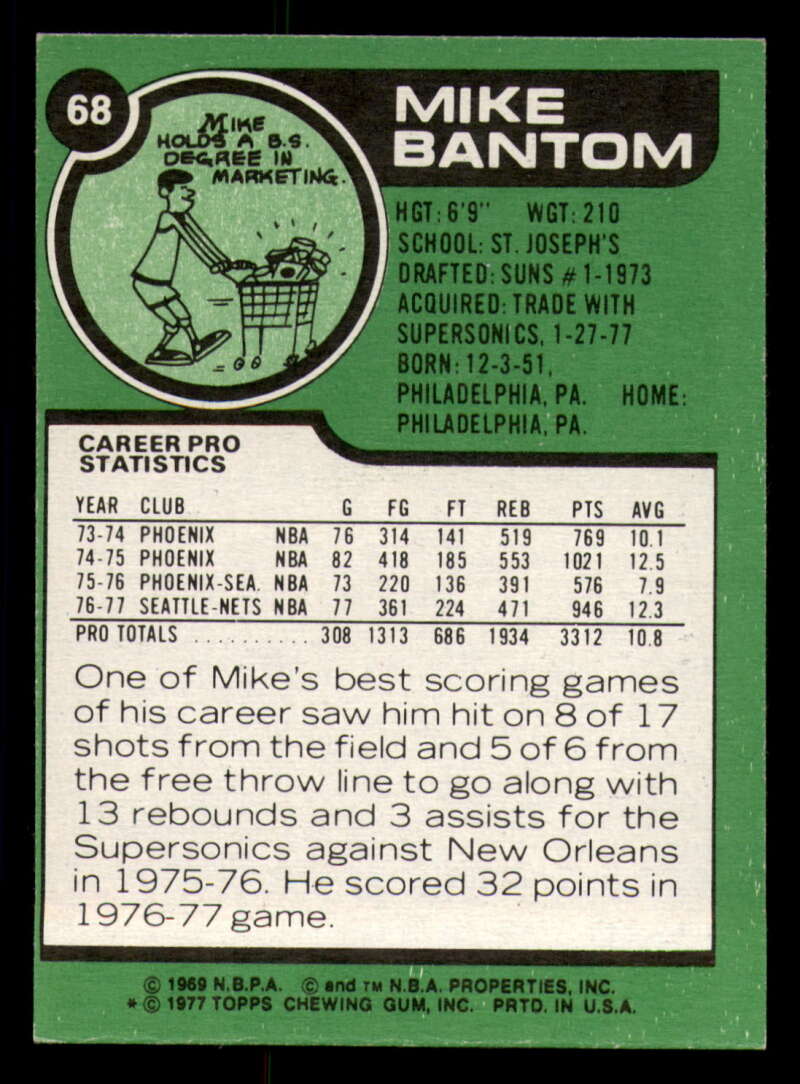 68
MIKE
HOLDS A B.S.
DEGREE IN
MARKETING.
MIKE
BANTOM
HGT: 6'9" WGT: 210
SCHOOL: ST. JOSEPH'S
DRAFTED: SUNS #1-1973
ACQUIRED: TRADE WITH
SUPERSONICS, 1-27-77
BORN: 12-3-51,
PHILADELPHIA, PA. HOME:
PHILADELPHIA, PA.
CAREER PRO
STATISTICS
YEAR CLUB G FG FT REB PTS AVG
73-74 PHOENIX NBA 76 314 141 519 769 10.1
74-75 PHOENIX NBA 82 418 185 553 1021 12.5
75-76 PHOENIX-SEA. NBA 73 220 136 391 576 7.9
76-77 SEATTLE-NETS NBA 77 361 224 471 946 12.3
PRO TOTALS .......... 308 1313 686 1934 3312 10.8
One of Mike's best scoring games
of his career saw him hit on 8 of 17
shots from the field and 5 of 6 from
the free throw line to go along with
13 rebounds and 3 assists for the
Supersonics against New Orleans
in 1975-76. He scored 32 points in
1976-77 game.
© 1969 N.B.P.A. © and TM N.B.A. PROPERTIES, INC.
* © 1977 TOPPS CHEWING GUM, INC. PRTD. IN U.S.A.